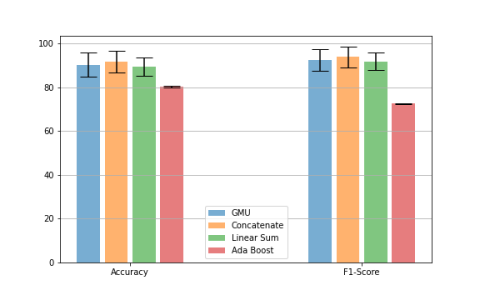 100
80
60
40
20
0
GMU
Concatenate
Linear Sum
Ada Boost
Accuracy
F1-Score